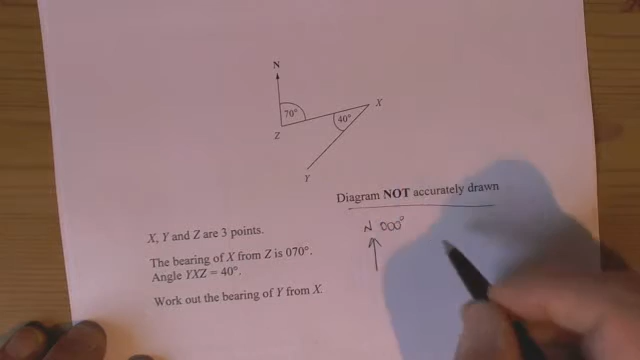 N
70°
X
40°
Z
Y
Diagram NOT accurately drawn
N 000°
X, Y and Z are 3 points.
The bearing of X from Z is 070°.
Angle YXZ = 40°.
Work out the bearing of Y from X.